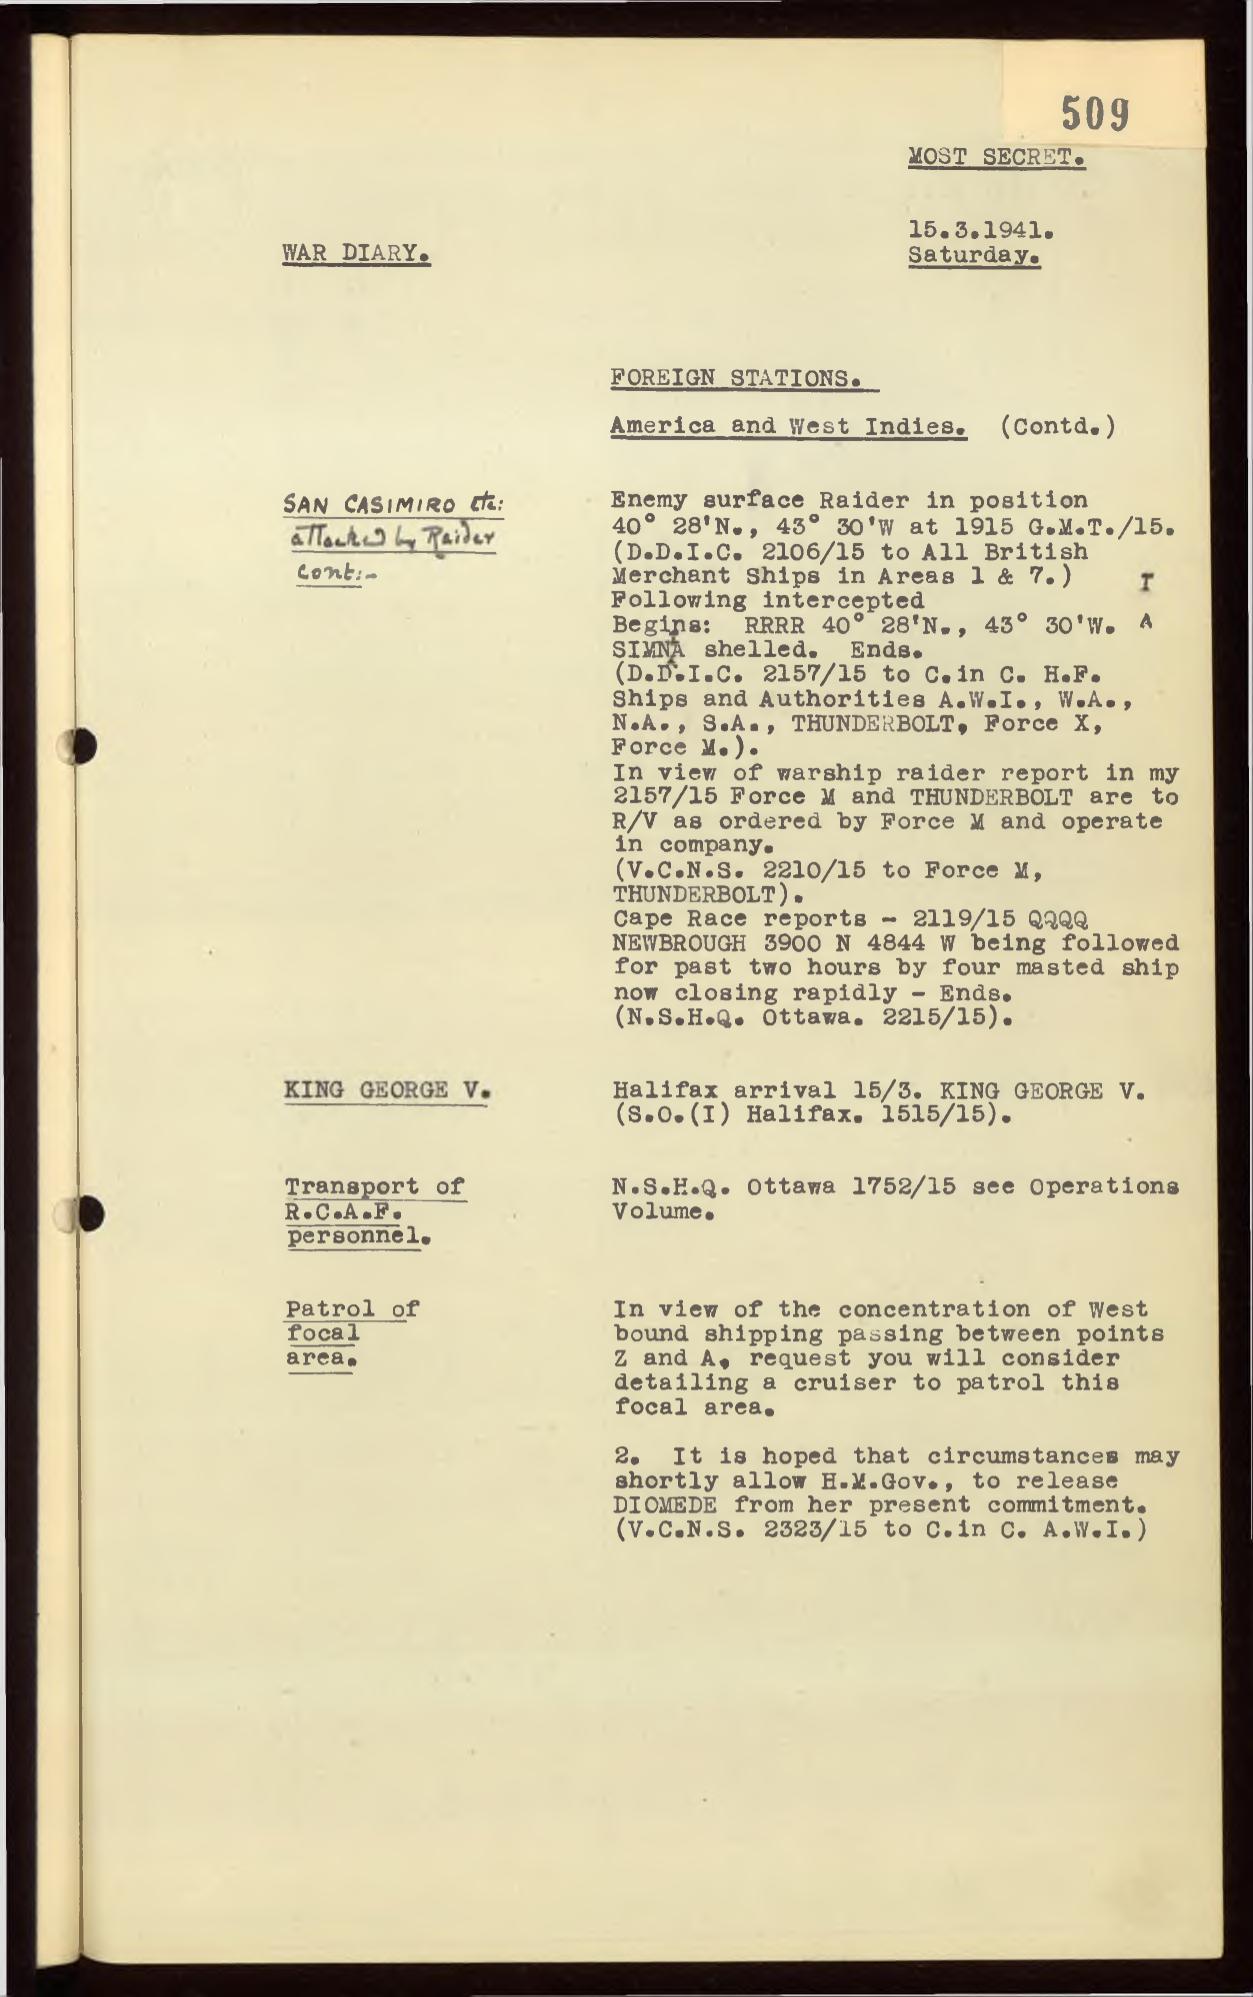 509
MOST SECRET.
15.3.1941.
Saturday.
WAR DIARY.
FOREIGN STATIONS.
America and West Indies. (Contd.)
SAN CASIMIRO etc:
attacked by Raider
cont:-
Enemy surface Raider in position
40° 28'N., 43° 30'W at 1915 G.M.T./15.
(D.D.I.C. 2106/15 to All British
Merchant Ships in Areas 1 & 7.)
Following intercepted
Begins: RRRR 40° 28'N., 43° 30'W.
SIMNA shelled. Ends.
(D.D.I.C. 2157/15 to C.in C. H.F.
Ships and Authorities A.W.I., W.A.,
N.A., S.A., THUNDERBOLT, Force X,
Force M.).
In view of warship raider report in my
2157/15 Force M and THUNDERBOLT are to
R/V as ordered by Force M and operate
in company.
(V.C.N.S. 2210/15 to Force M,
THUNDERBOLT).
Cape Race reports - 2119/15 QQQQ
NEWBROUGH 3900 N 4844 W being followed
for past two hours by four masted ship
now closing rapidly - Ends.
(N.S.H.Q. Ottawa. 2215/15).
KING GEORGE V.
Halifax arrival 15/3. KING GEORGE V.
(S.O.(I) Halifax. 1515/15).
Transport of
R.C.A.F.
personnel.
N.S.H.Q. Ottawa 1752/15 see Operations
Volume.
Patrol of
focal
area.
In view of the concentration of West
bound shipping passing between points
Z and A, request you will consider
detailing a cruiser to patrol this
focal area.
2. It is hoped that circumstances may
shortly allow H.M.Gov., to release
DIOMEDE from her present commitment.
(V.C.N.S. 2323/15 to C.in C. A.W.I.)